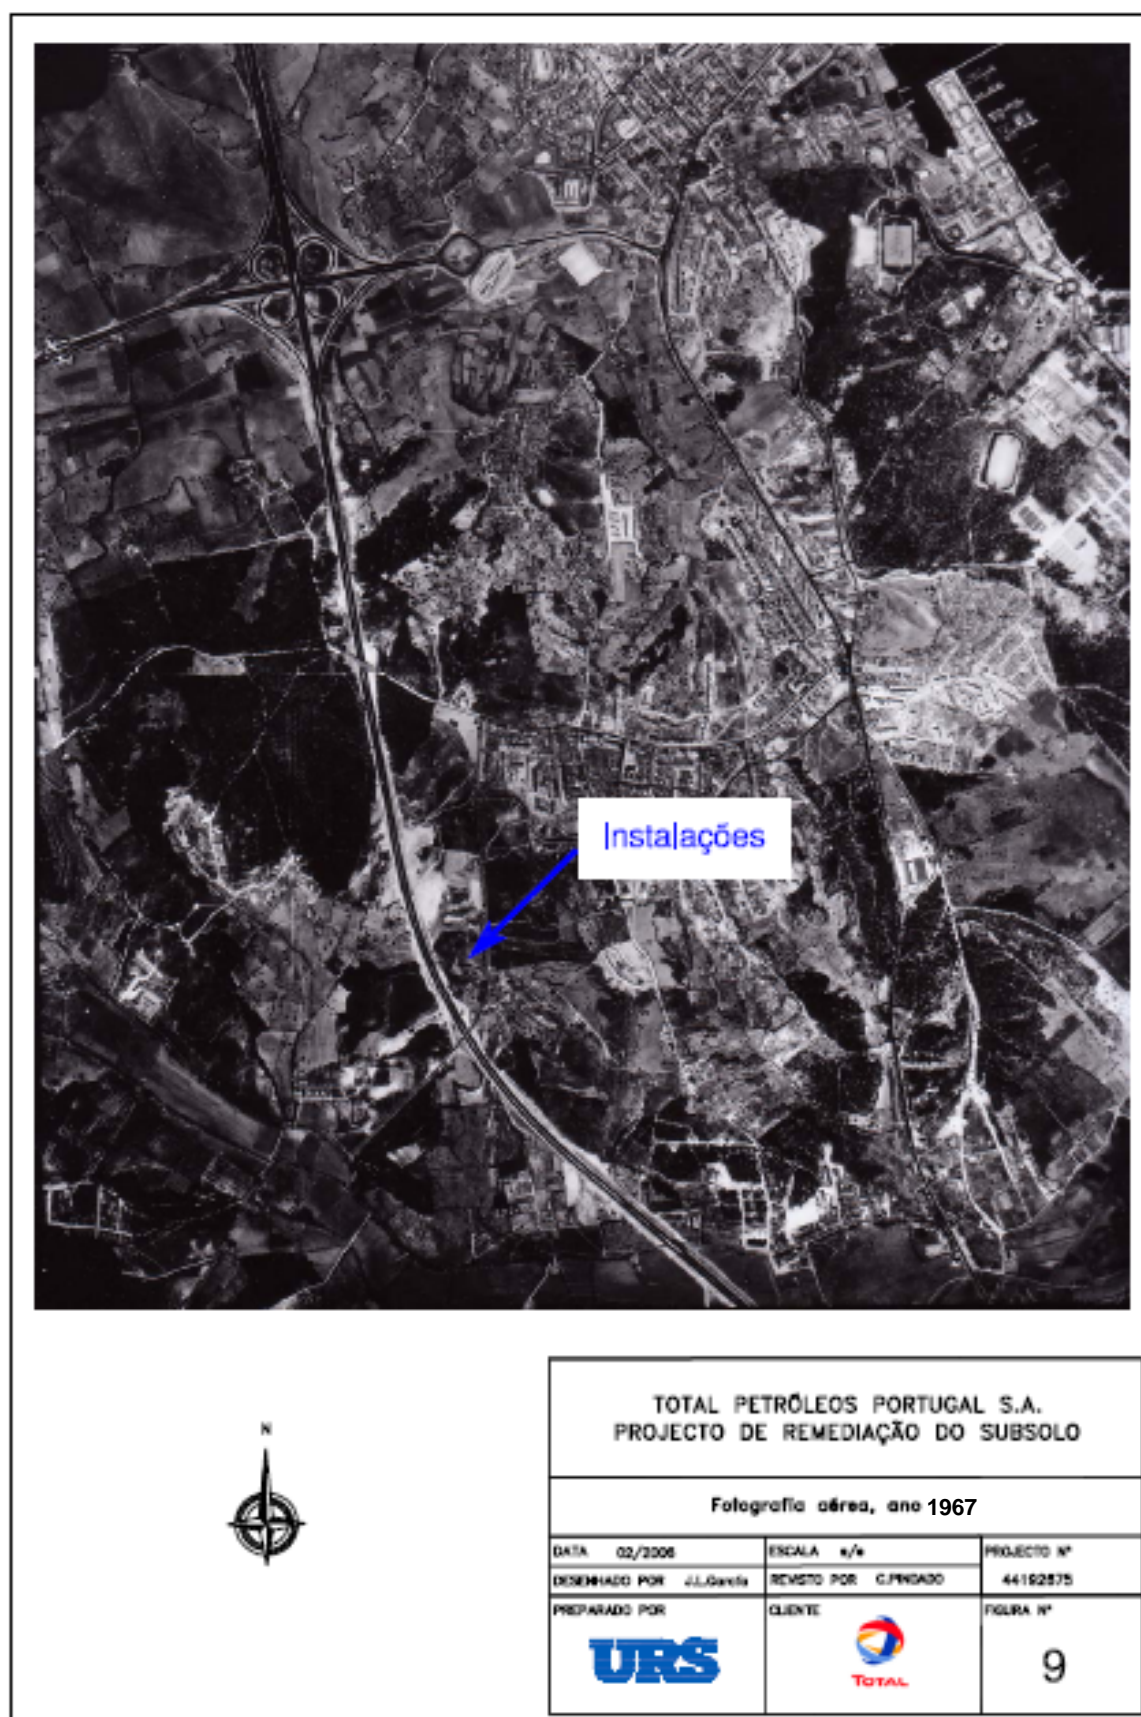 Instalações
N
TOTAL PETRÓLEOS PORTUGAL S.A.
PROJECTO DE REMEDIAÇÃO DO SUBSOLO
Fotografia aérea, ano 1967
DATA 02/2006
ESCALA s/e
PROJECTO Nº
DESENHADO POR J.L.García
REVISTO POR C.PINGADO
44192675
PREPARADO POR
CLIENTE
FIGURA Nº
URS
TOTAL
9